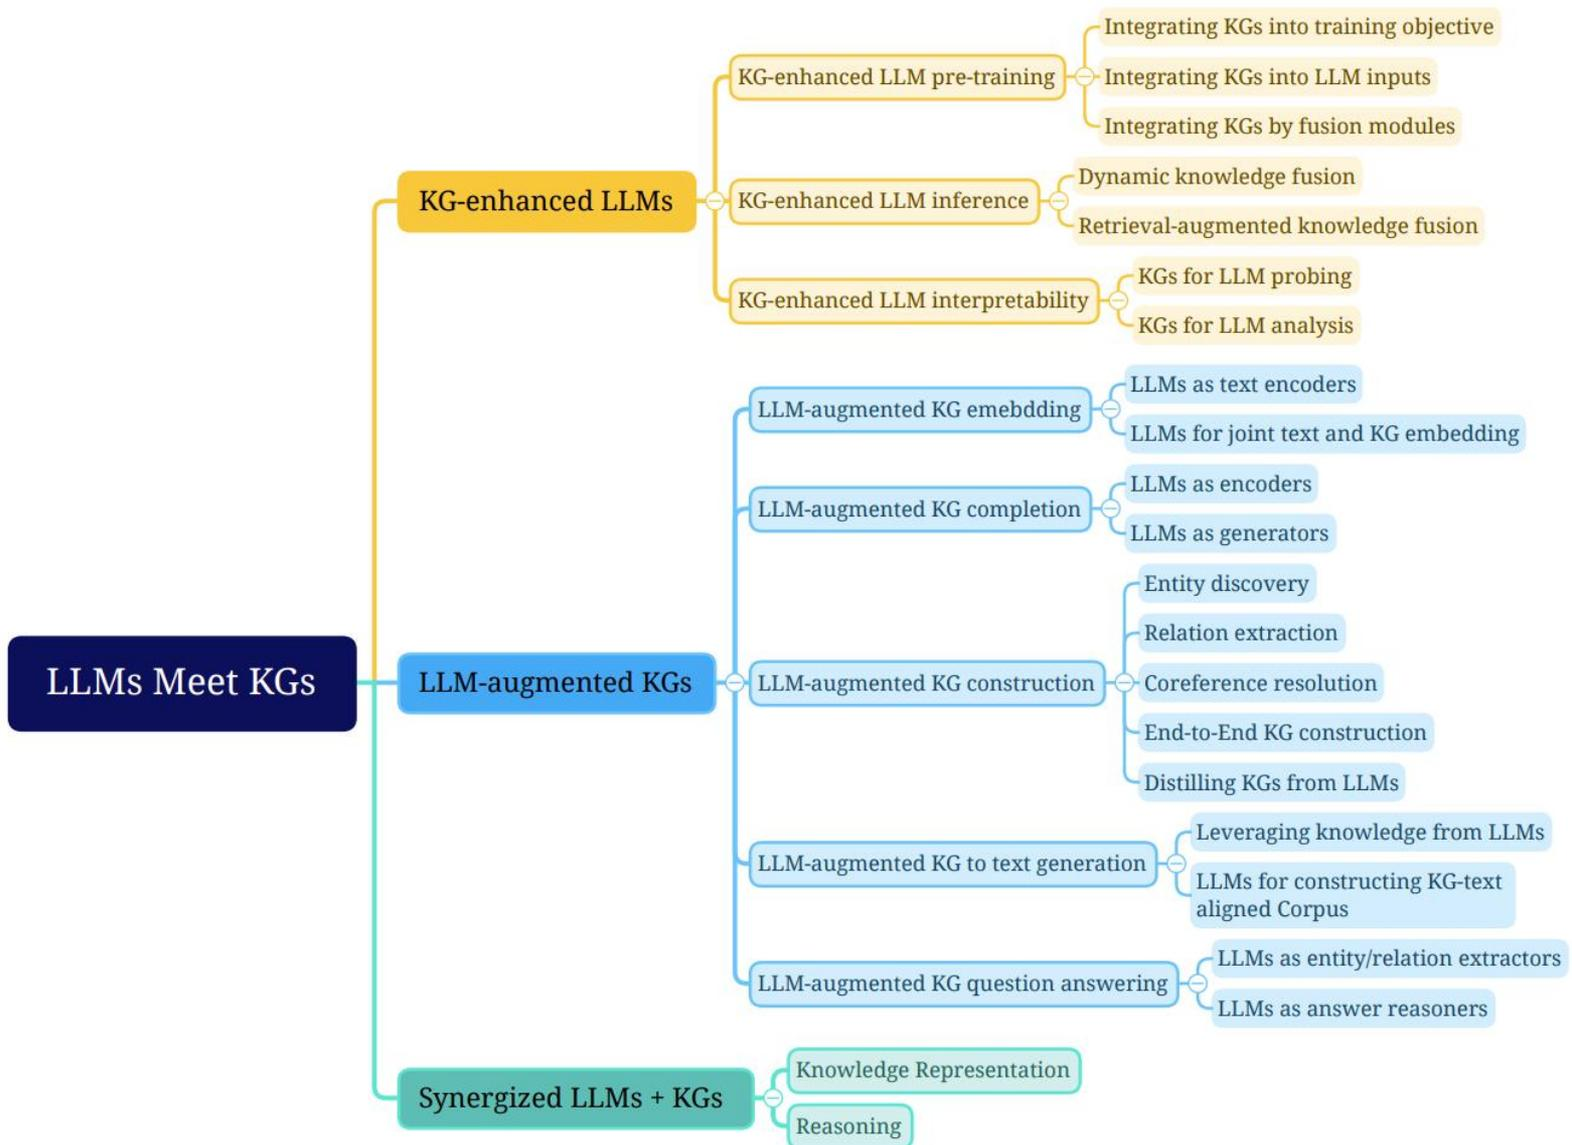 LLMs Meet KGs
KG-enhanced LLMs
KG-enhanced LLM pre-training
Integrating KGs into training objective
Integrating KGs into LLM inputs
Integrating KGs by fusion modules
KG-enhanced LLM inference
Dynamic knowledge fusion
Retrieval-augmented knowledge fusion
KG-enhanced LLM interpretability
KGs for LLM probing
KGs for LLM analysis
LLM-augmented KGs
LLM-augmented KG emebdding
LLMs as text encoders
LLMs for joint text and KG embedding
LLM-augmented KG completion
LLMs as encoders
LLMs as generators
LLM-augmented KG construction
Entity discovery
Relation extraction
Coreference resolution
End-to-End KG construction
Distilling KGs from LLMs
LLM-augmented KG to text generation
Leveraging knowledge from LLMs
LLMs for constructing KG-text
aligned Corpus
LLM-augmented KG question answering
LLMs as entity/relation extractors
LLMs as answer reasoners
Synergized LLMs + KGs
Knowledge Representation
Reasoning